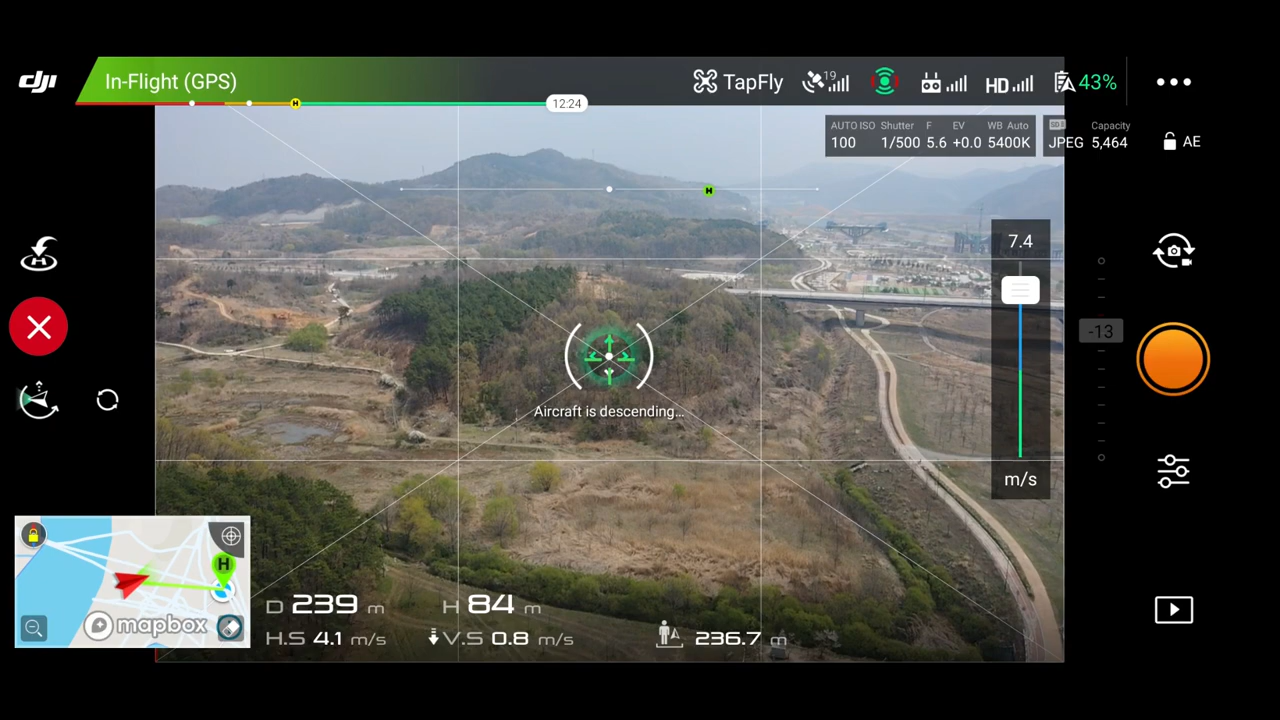 dji In-Flight (GPS) TapFly 19 HD 43%
H 12:24
AUTO ISO Shutter F EV WB Auto Capacity
100 1/500 5.6 +0.0 5400K JPEG 5,464 AE
H
7.4
H
-13
Aircraft is descending...
m/s
H
D 239 m H 84 m
mapbox
H.S 4.1 m/s V.S 0.8 m/s 236.7 m